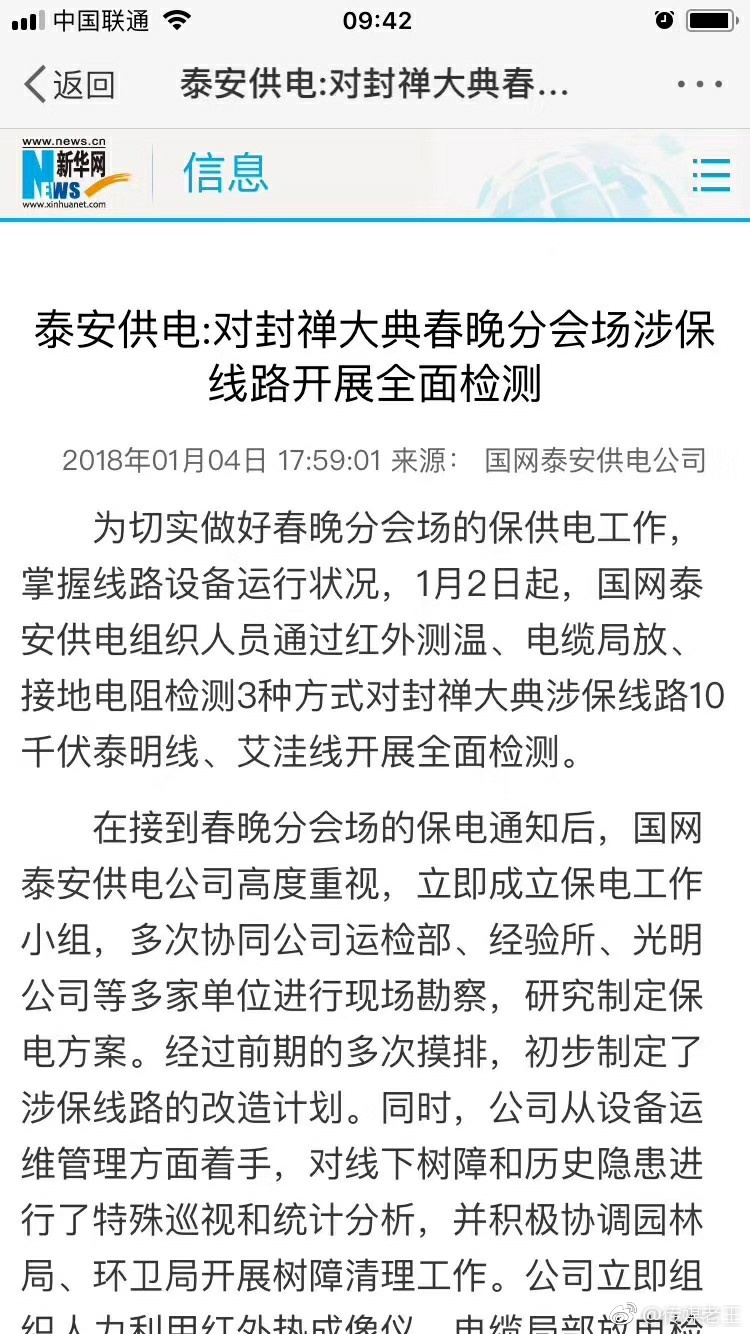 中国联通 09:42
返回 泰安供电:对封禅大典春...
www.news.cn
新华网
NEWS
www.xinhuanet.com
信息
泰安供电:对封禅大典春晚分会场涉保
线路开展全面检测
2018年01月04日 17:59:01 来源： 国网泰安供电公司
为切实做好春晚分会场的保供电工作，
掌握线路设备运行状况，1月2日起，国网泰
安供电组织人员通过红外测温、电缆局放、
接地电阻检测3种方式对封禅大典涉保线路10
千伏泰明线、艾洼线开展全面检测。
在接到春晚分会场的保电通知后，国网
泰安供电公司高度重视，立即成立保电工作
小组，多次协同公司运检部、经验所、光明
公司等多家单位进行现场勘察，研究制定保
电方案。经过前期的多次摸排，初步制定了
涉保线路的改造计划。同时，公司从设备运
维管理方面着手，对线下树障和历史隐患进
行了特殊巡视和统计分析，并积极协调园林
局、环卫局开展树障清理工作。公司立即组
织人力利用红外热成像仪、电缆局部放电检
@传媒老王